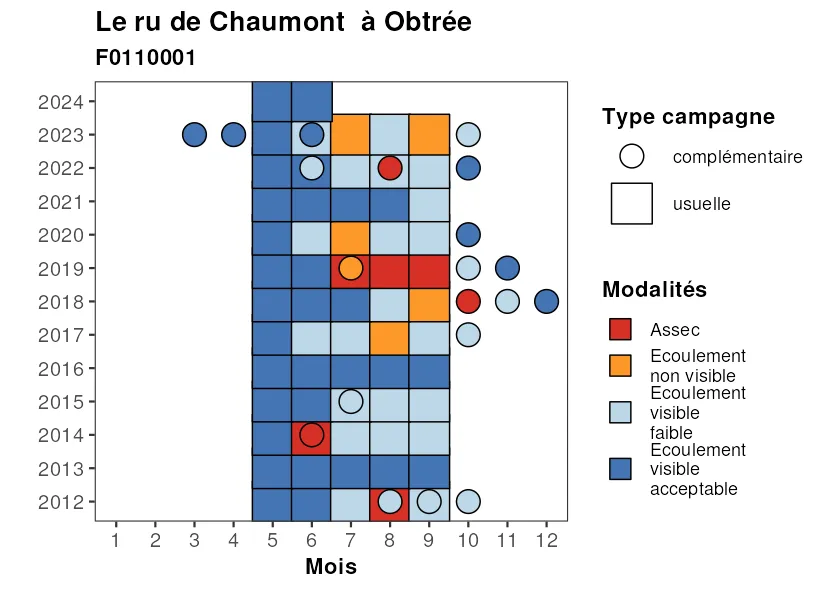 Le ru de Chaumont  à Obtrée
F0110001
2024
2023
2022
2021
2020
2019
2018
2017
2016
2015
2014
2013
2012
1 2 3 4 5 6 7 8 9 10 11 12
Mois
Type campagne
complémentaire
usuelle
Modalités
Assec
Ecoulement
non visible
Ecoulement
visible
faible
Ecoulement
visible
acceptable